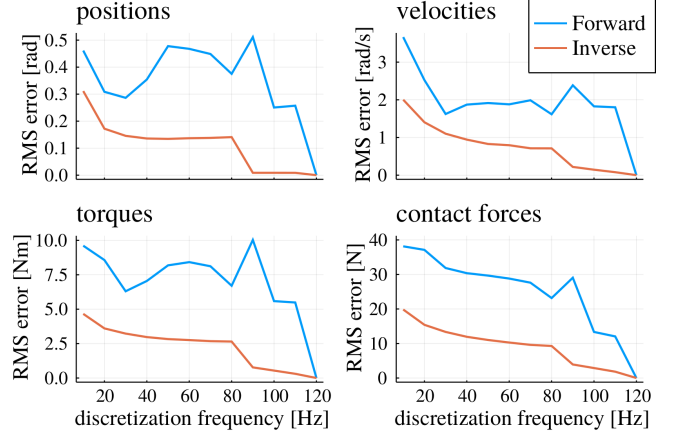 positions
RMS error [rad]
0.5
0.4
0.3
0.2
0.1
0.0
velocities
RMS error [rad/s]
3
2
1
0
Forward
Inverse
torques
RMS error [Nm]
10.0
7.5
5.0
2.5
0.0
20 40 60 80 100 120
discretization frequency [Hz]
contact forces
RMS error [N]
40
30
20
10
0
20 40 60 80 100 120
discretization frequency [Hz]